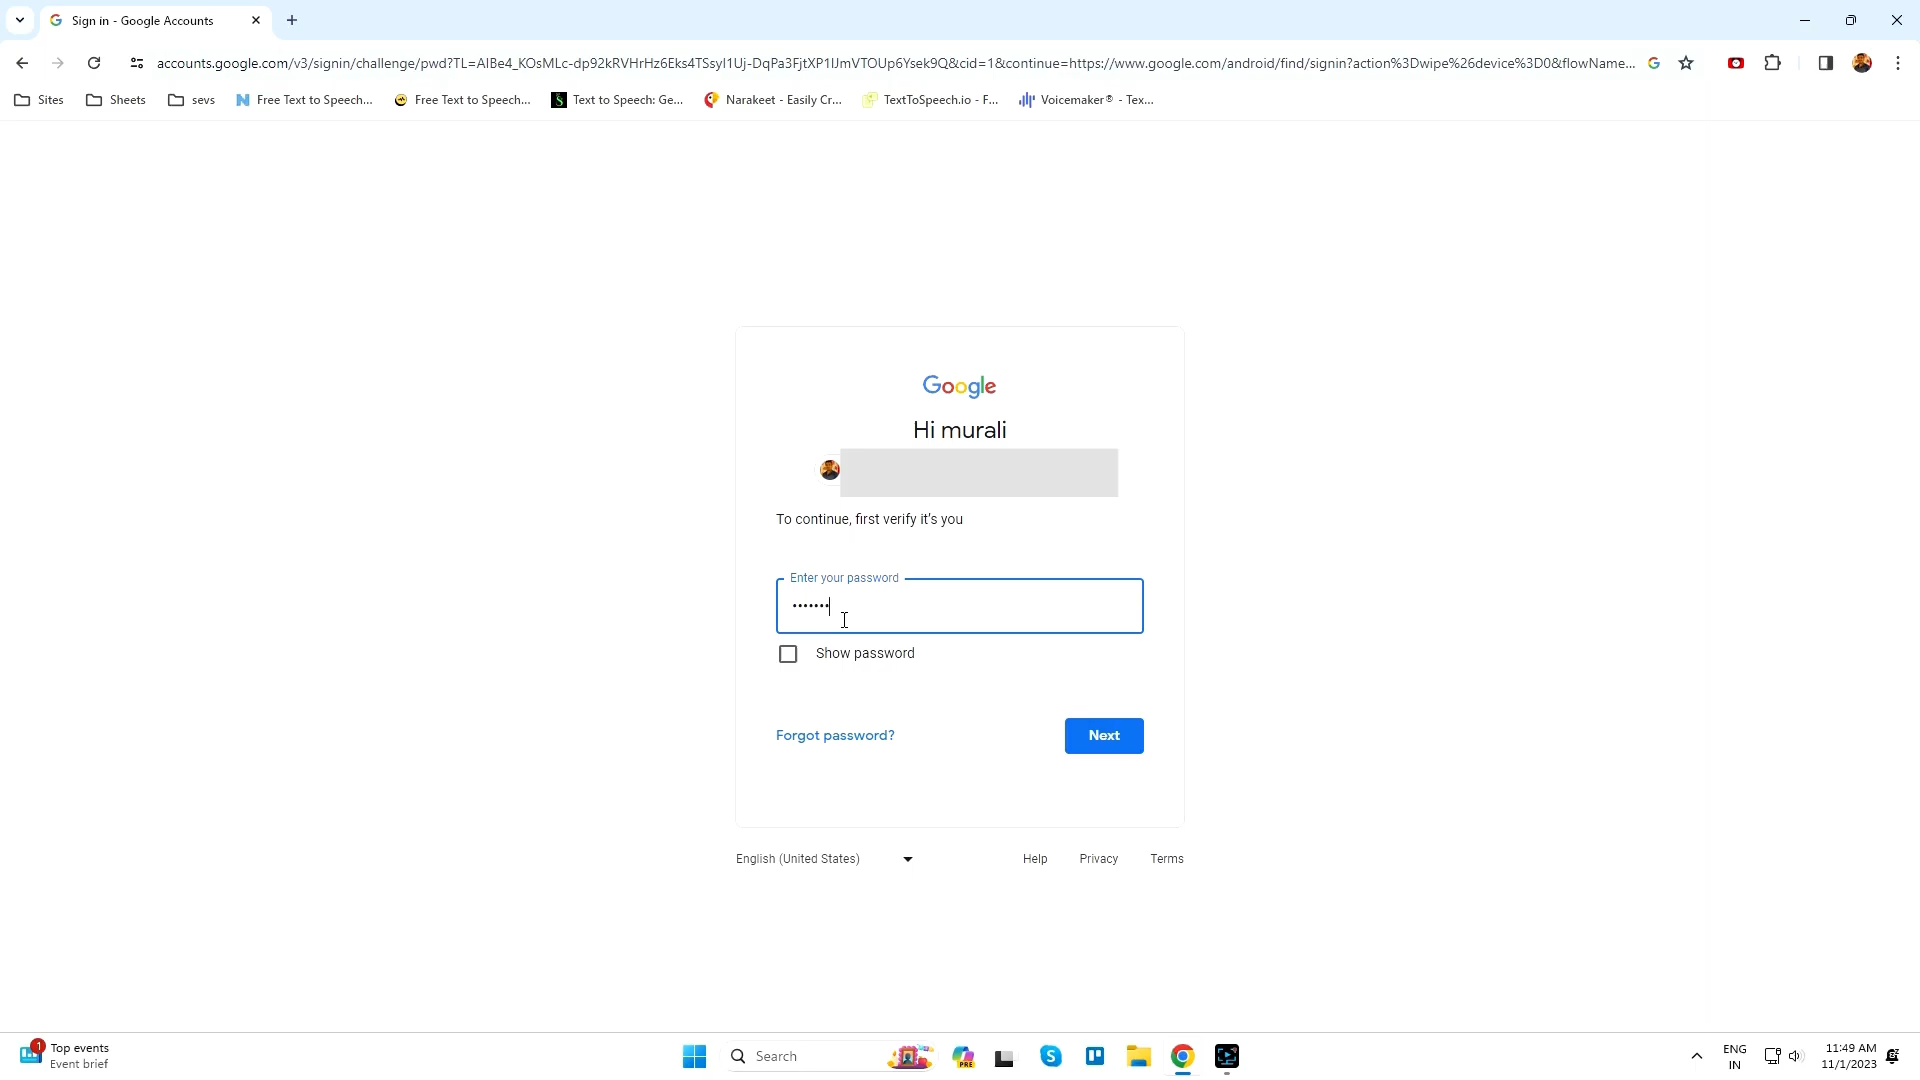 Sign in - Google Accounts
accounts.google.com/v3/signin/challenge/pwd?TL=AIBe4_KOsMLc-dp92kRVHrHz6Eks4TSsyI1Uj-DqPa3FjtXP1IJmVTOUp6Ysek9Q&cid=1&continue=https://www.google.com/android/find/signin?action%3Dwipe%26device%3D0&flowName...
Sites Sheets sevs Free Text to Speech... Free Text to Speech... Text to Speech: Ge... Narakeet - Easily Cr... TextToSpeech.io - F... Voicemaker® - Tex...
Google
Hi murali
To continue, first verify it's you
Enter your password
•••••••
Show password
Forgot password? Next
English (United States) Help Privacy Terms
1 Top events
Event brief
Search
PRE
ENG
IN
11:49 AM
11/1/2023